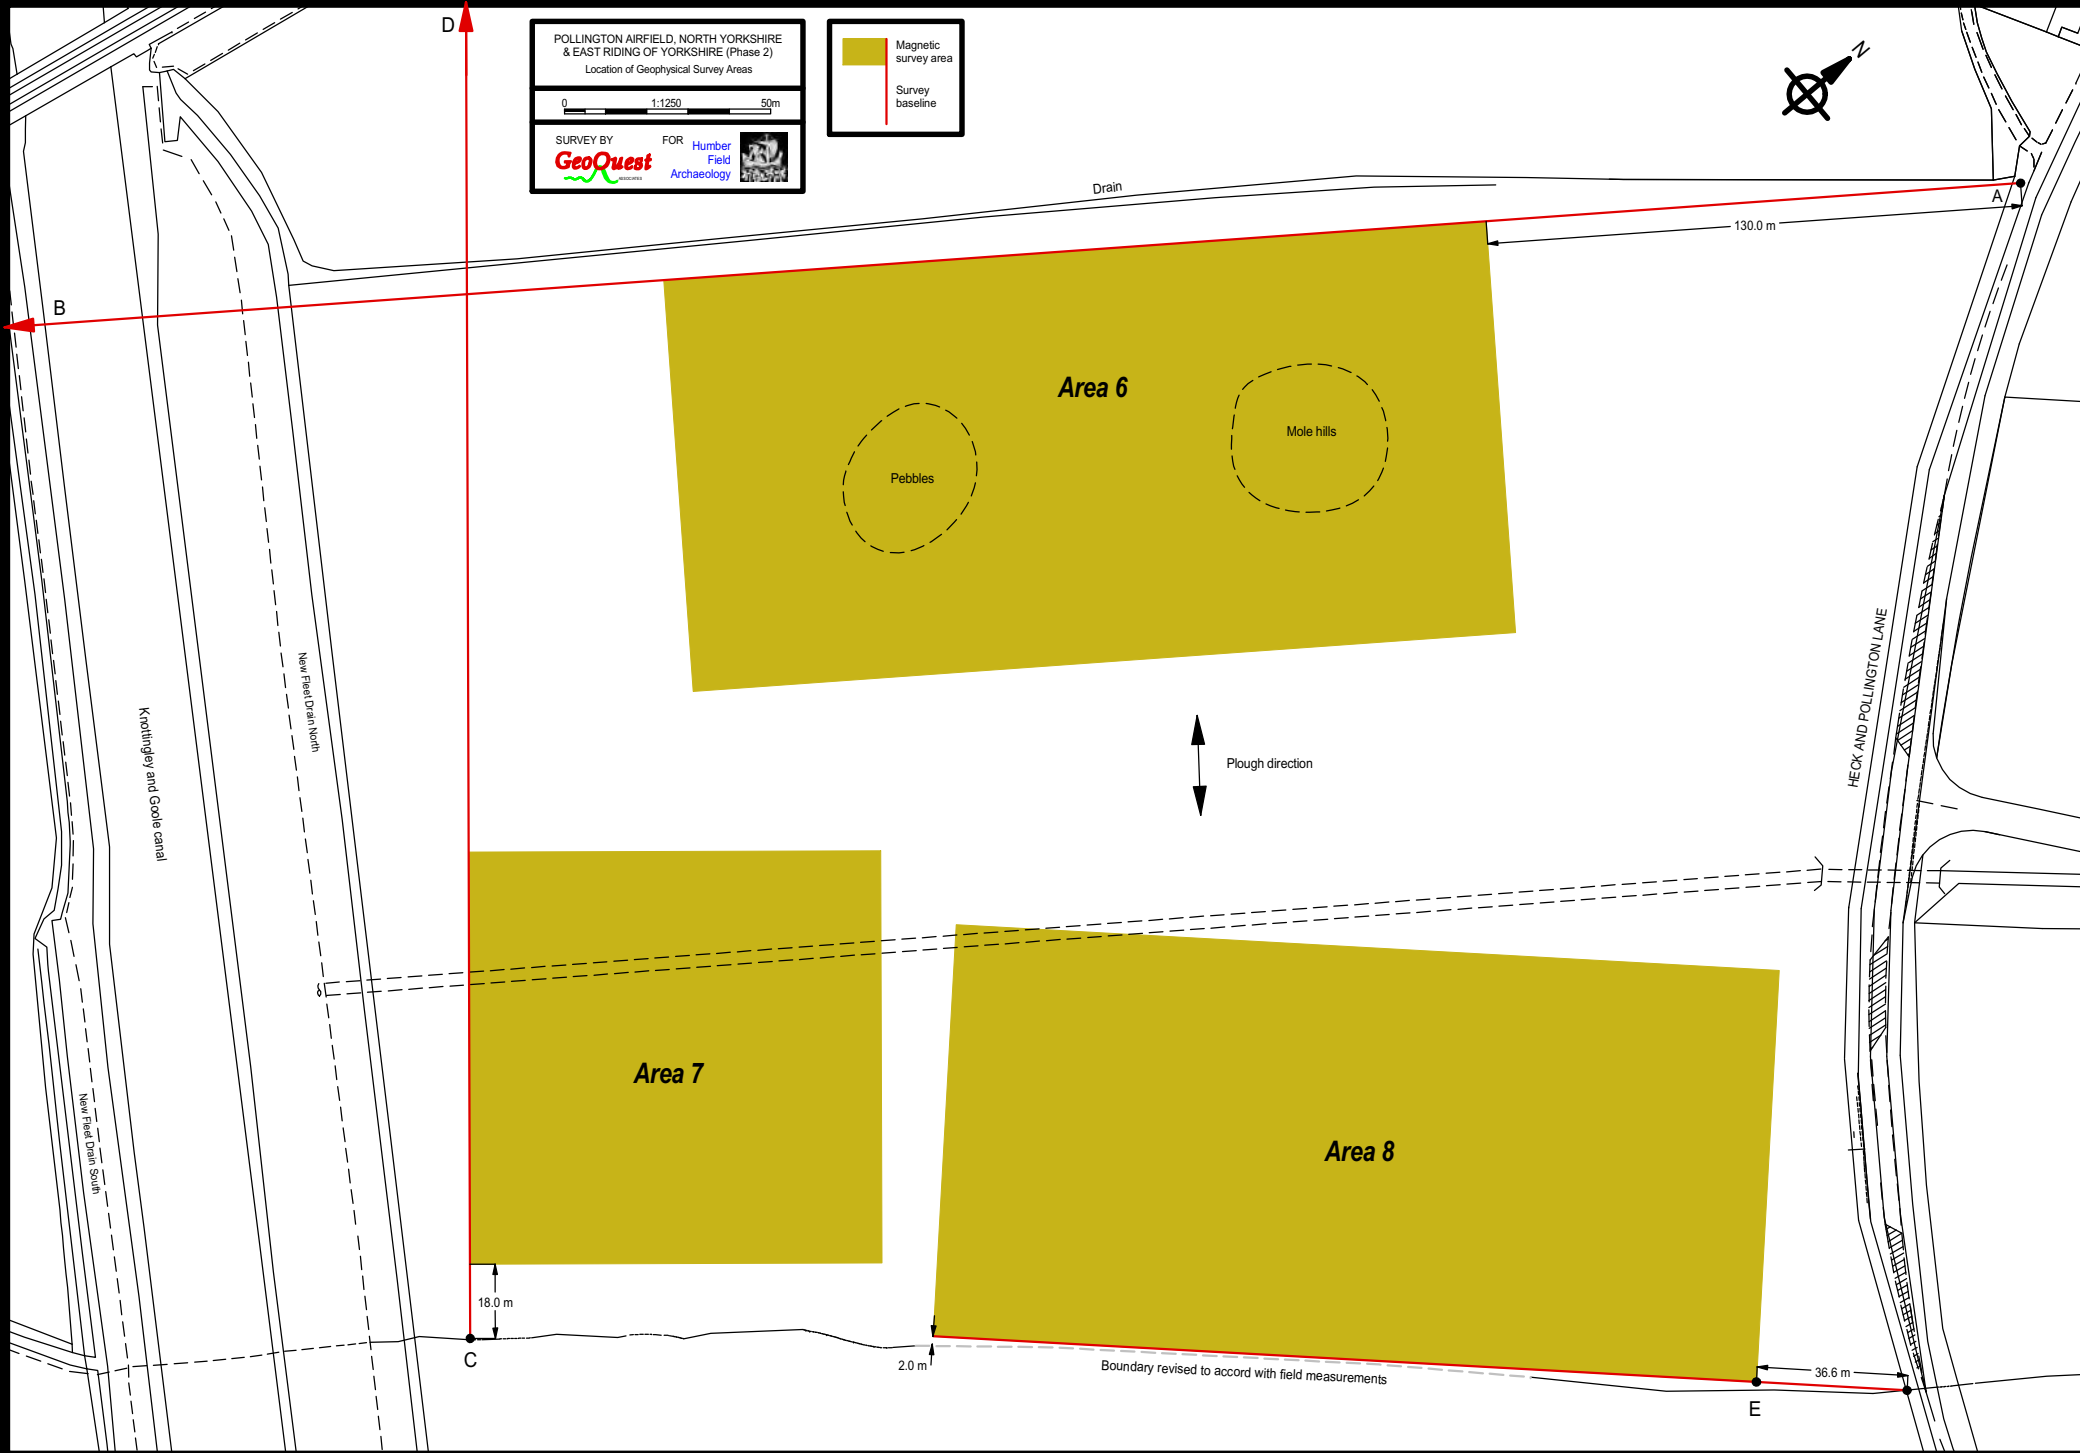 D
POLLINGTON AIRFIELD, NORTH YORKSHIRE
& EAST RIDING OF YORKSHIRE (Phase 2)
Location of Geophysical Survey Areas
0 1:1250 50m
SURVEY BY
GeoQuest
ASSOCIATES
FOR
Humber
Field
Archaeology
Magnetic
survey area
Survey
baseline
N
Drain
A
130.0 m
B
Area 6
Mole hills
Pebbles
HECK AND POLLINGTON LANE
New Fleet Drain North
Knottingley and Goole canal
Plough direction
Area 7
Area 8
New Fleet Drain South
18.0 m
C
2.0 m
Boundary revised to accord with field measurements
36.6 m
E